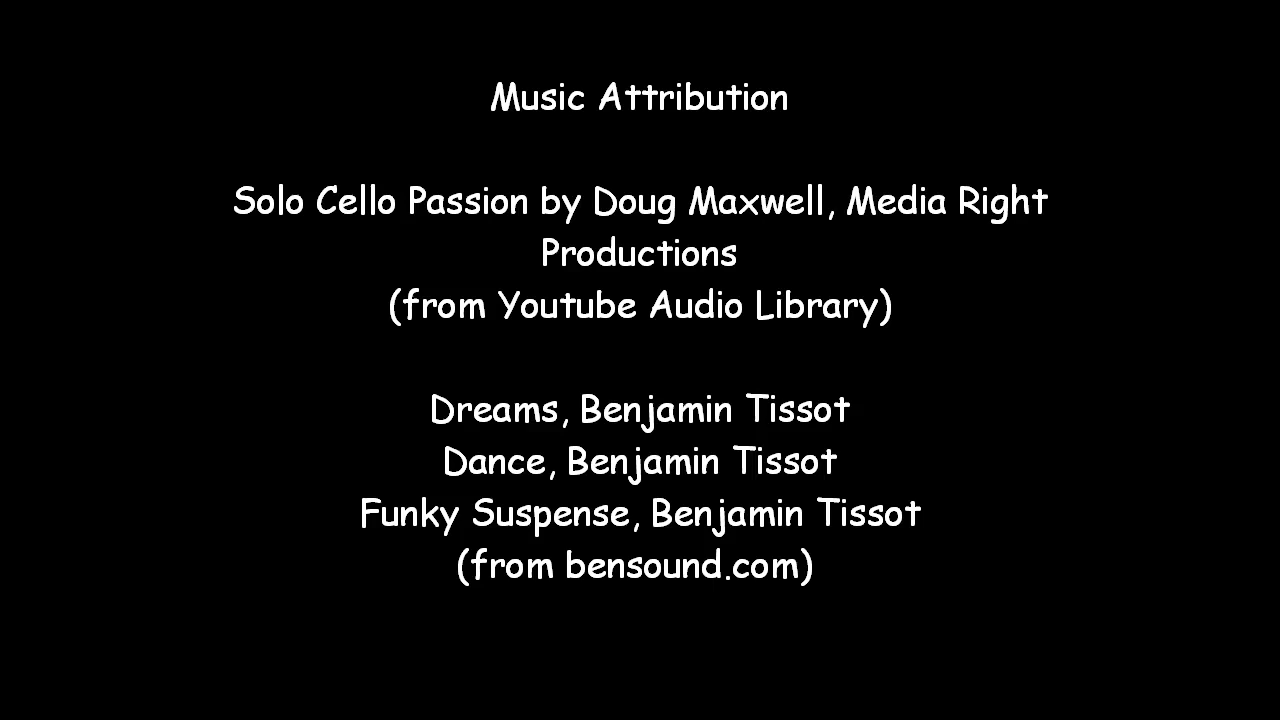 Music Attribution
Solo Cello Passion by Doug Maxwell, Media Right
Productions
(from Youtube Audio Library)
Dreams, Benjamin Tissot
Dance, Benjamin Tissot
Funky Suspense, Benjamin Tissot
(from bensound.com)